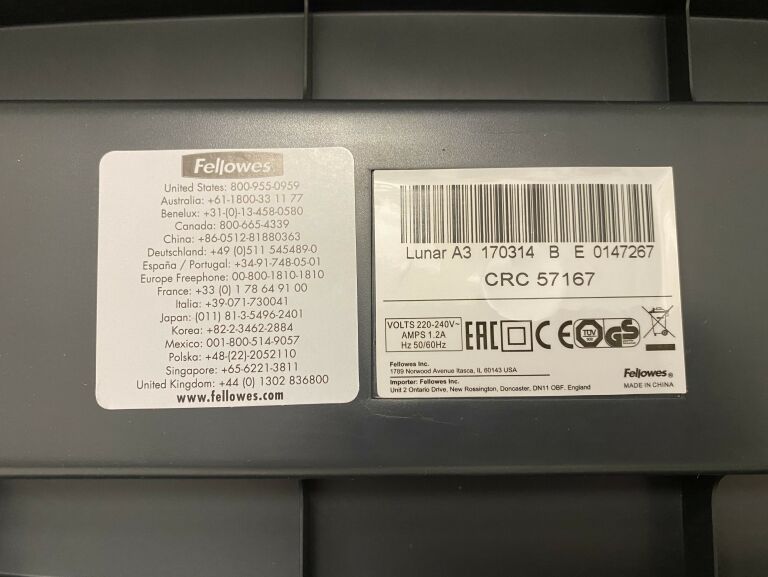 Fellowes
United States: 800-955-0959
Australia: +61-1800-33 11 77
Benelux: +31-(0)-13-458-0580
Canada: 800-665-4339
China: +86-0512-81880363
Deutschland: +49 (0)511 545489-0
España / Portugal: +34-91-748-05-01
Europe Freephone: 00-800-1810-1810
France: +33 (0) 1 78 64 91 00
Italia: +39-071-730041
Japan: (011) 81-3-5496-2401
Korea: +82-2-3462-2884
Mexico: 001-800-514-9057
Polska: +48-(22)-2052110
Singapore: +65-6221-3811
United Kingdom: +44 (0) 1302 836800
www.fellowes.com
Lunar A3 170314 B E 0147267
CRC 57167
VOLTS 220-240V~
AMPS 1.2A
Hz 50/60Hz
EAC CE TÜV GS
Fellowes Inc.
1789 Norwood Avenue Itasca, IL 60143 USA
Importer: Fellowes Inc.
Unit 2 Ontario Drive, New Rossington, Doncaster, DN11 OBF. England
Fellowes®
MADE IN CHINA